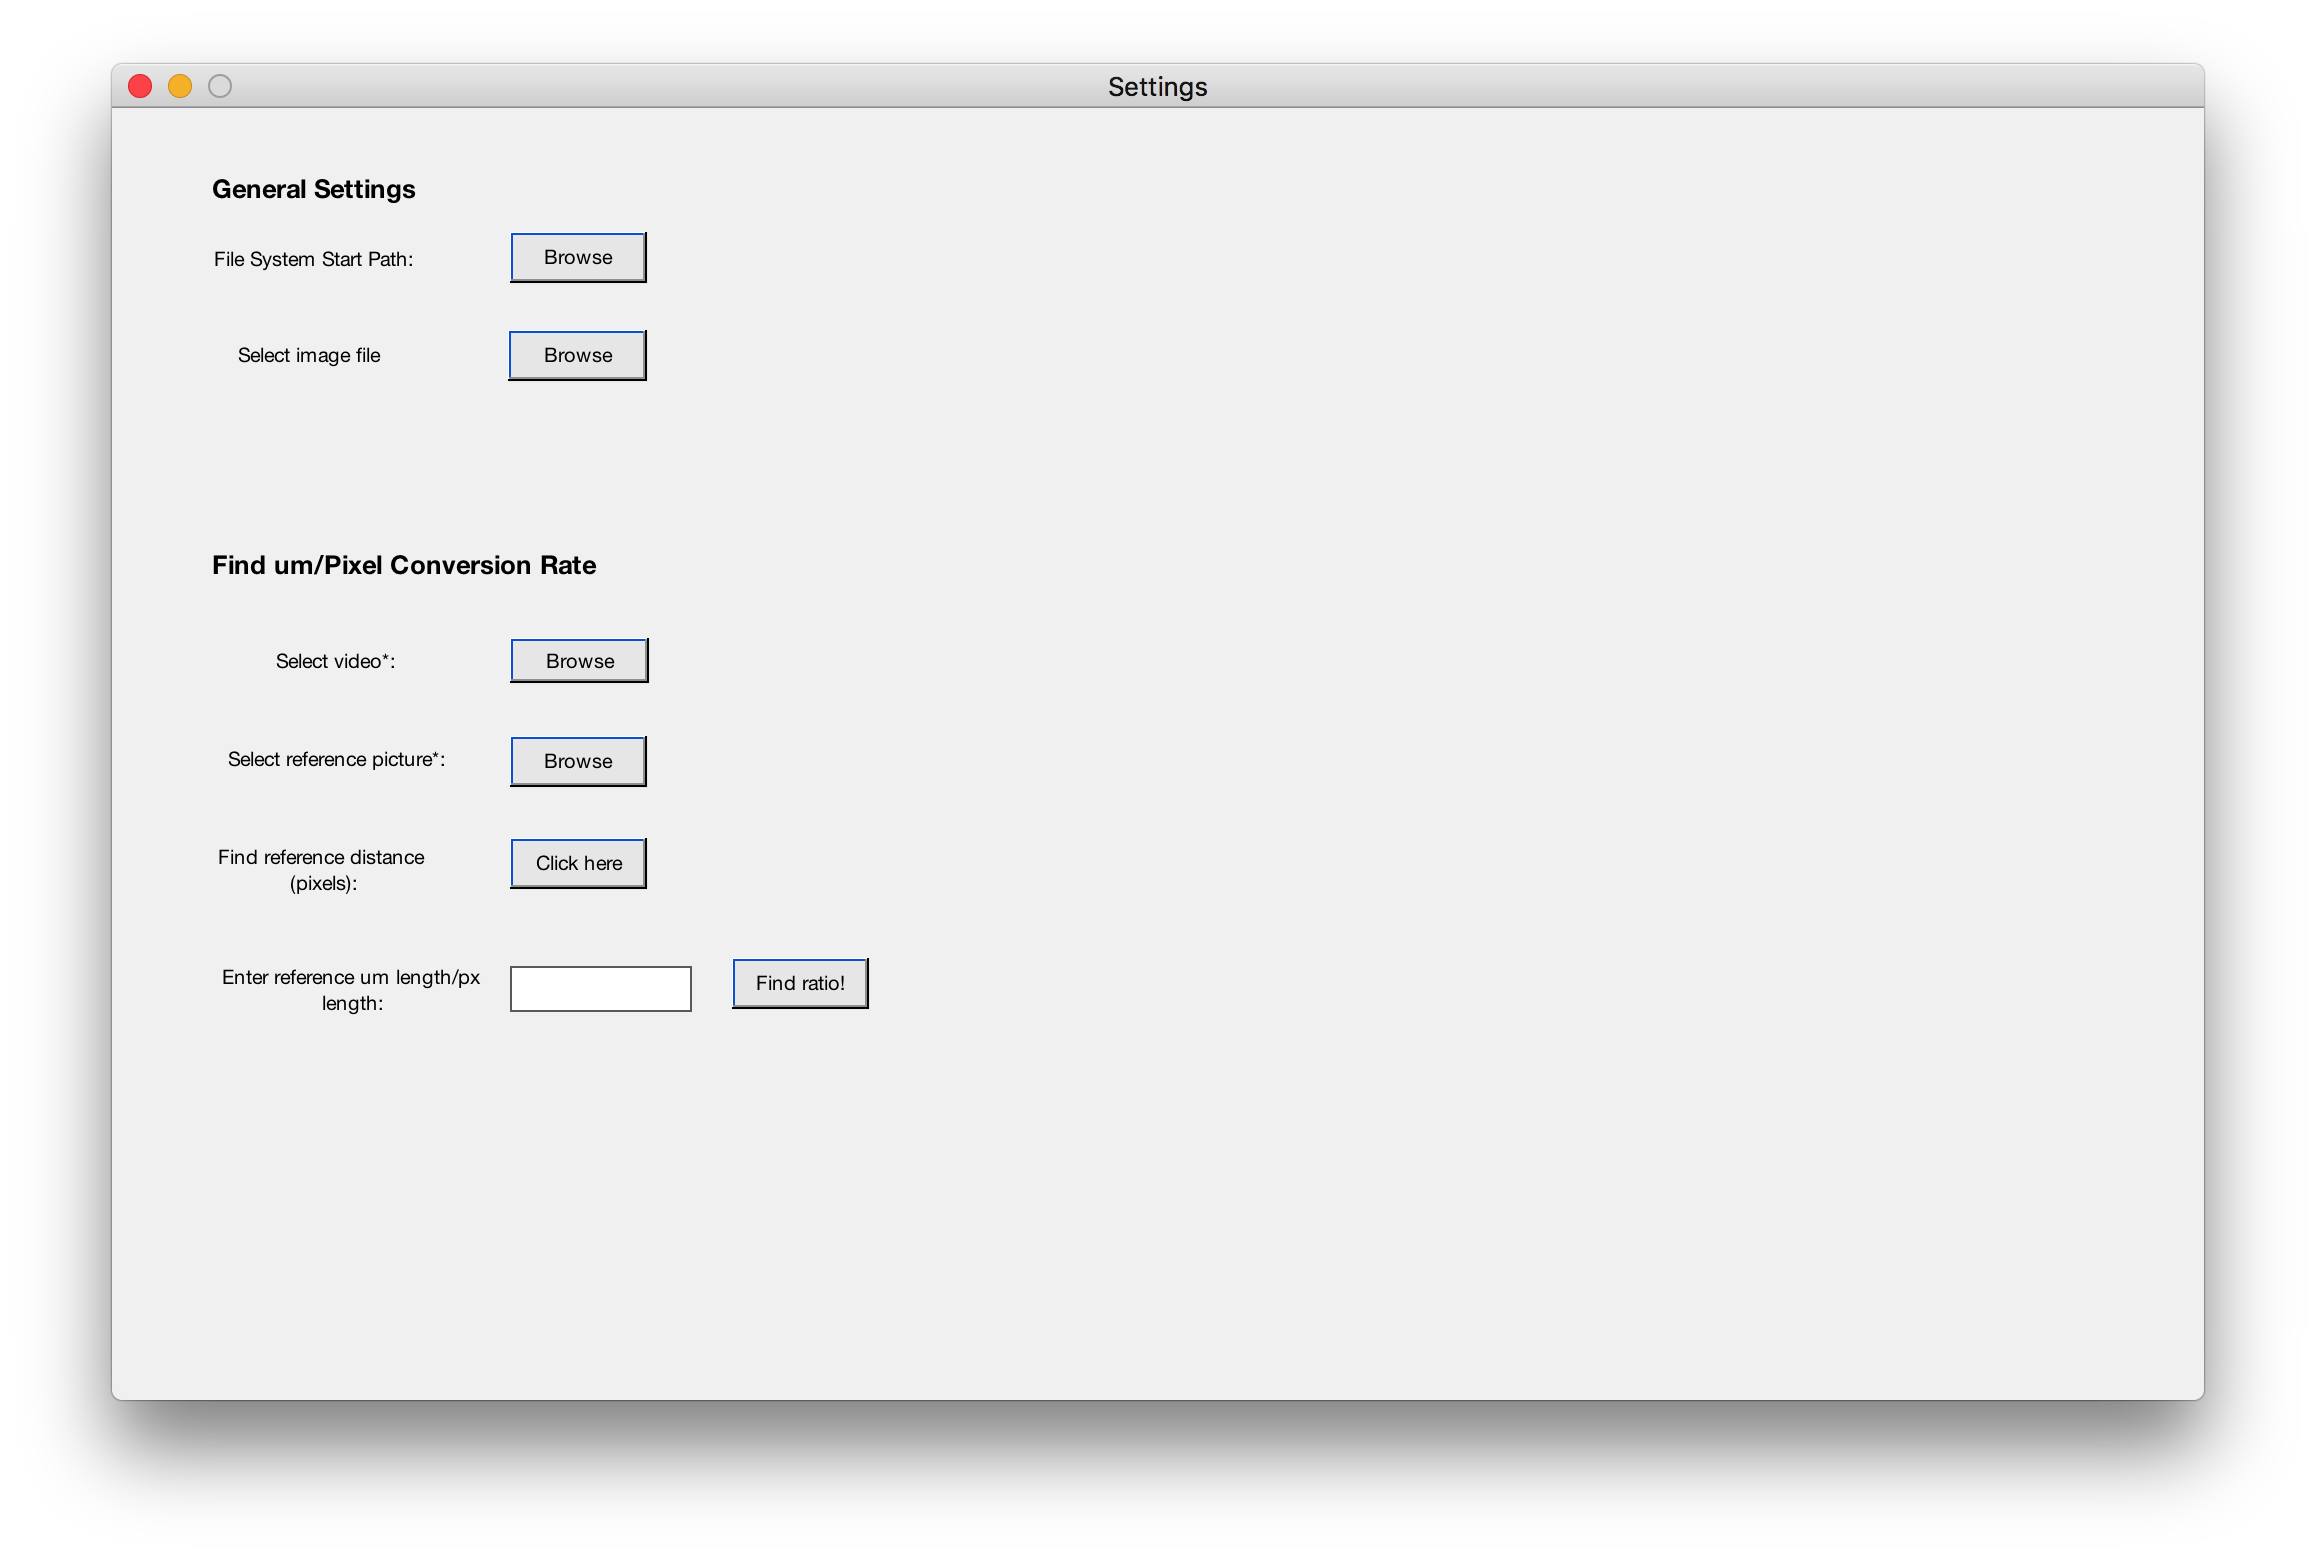 Settings
General Settings
File System Start Path:
Browse
Select image file
Browse
Find um/Pixel Conversion Rate
Select video*:
Browse
Select reference picture*:
Browse
Find reference distance
(pixels):
Click here
Enter reference um length/px
length:
Find ratio!